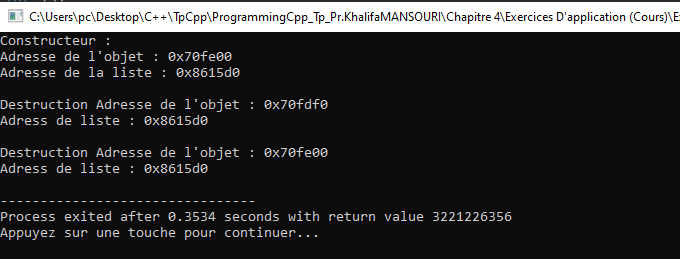 C:\Users\pc\Desktop\C++\TpCpp\ProgrammingCpp_Tp_Pr.KhalifaMANSOURI\Chapitre 4\Exercices D'application (Cours)\Ex
Constructeur :
Adresse de l'objet : 0x70fe00
Adresse de la liste : 0x8615d0
Destruction Adresse de l'objet : 0x70fdf0
Adress de liste : 0x8615d0
Destruction Adresse de l'objet : 0x70fe00
Adress de liste : 0x8615d0
--------------------------------
Process exited after 0.3534 seconds with return value 3221226356
Appuyez sur une touche pour continuer...